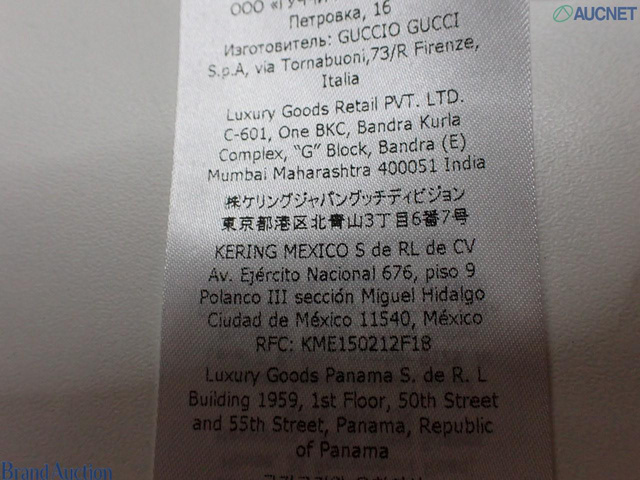 AUCNET
ООО «ГУЧЧИ
Петровка, 16
Изготовитель: GUCCIO GUCCI
S.p.A, via Tornabuoni,73/R Firenze,
Italia
Luxury Goods Retail PVT. LTD.
C-601, One BKC, Bandra Kurla
Complex, “G” Block, Bandra (E)
Mumbai Maharashtra 400051 India
㈱ケリングジャパングッチディビジョン
東京都港区北青山3丁目6番7号
KERING MEXICO S de RL de CV
Av. Ejército Nacional 676, piso 9
Polanco III sección Miguel Hidalgo
Ciudad de México 11540, México
RFC: KME150212F18
Luxury Goods Panama S. de R. L
Building 1959, 1st Floor, 50th Street
and 55th Street, Panama, Republic
of Panama
Brand Auction